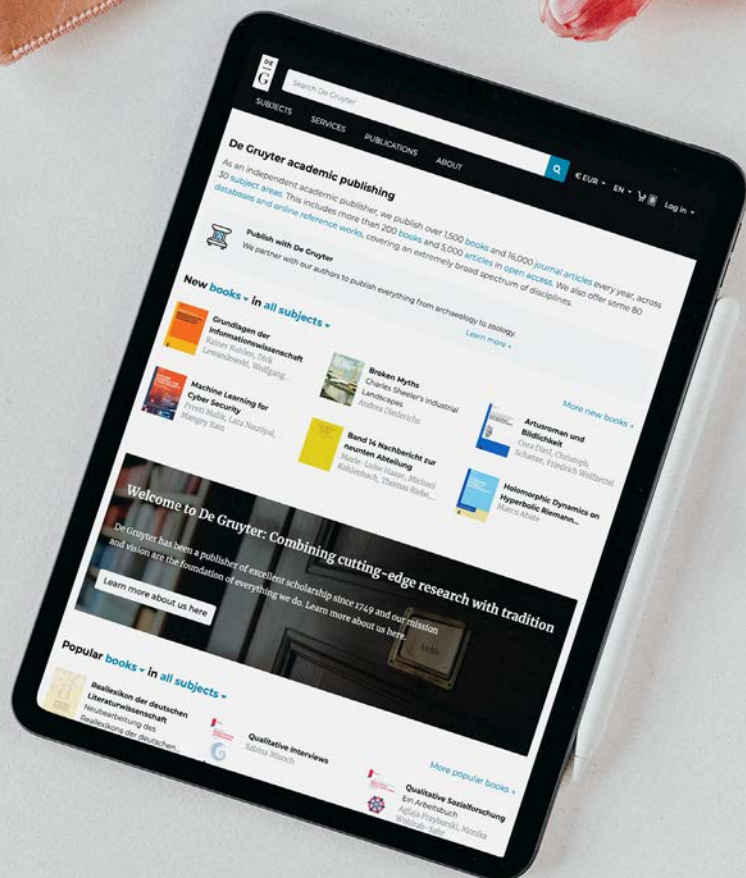 DE
G
Search De Gruyter
SUBJECTS SERVICES PUBLICATIONS ABOUT
€ EUR EN 0 Log in
De Gruyter academic publishing
As an independent academic publisher, we publish over 1,500 books and 16,000 journal articles every year, across
30 subject areas. This includes more than 200 books and 5,000 articles in open access. We also offer some 80
databases and online reference works, covering an extremely broad spectrum of disciplines.
Publish with De Gruyter
We partner with our authors to publish everything from archaeology to zoology.
Learn more
New books in all subjects
More new books
Grundlagen der
Informationswissenschaft
Rainer Kuhlen, Dirk
Lewandowski, Wolfgang...
Broken Myths
Charles Sheeler's Industrial
Landscapes
Andrea Diederichs
Artusroman und
Bildlichkeit
Cora Dietl, Christoph
Schanze, Friedrich Wolfzettel
Machine Learning for
Cyber Security
Preeti Malik, Lata Nautiyal,
Mangey Ram
Band 14 Nachbericht zur
neunten Abteilung
Marie-Luise Haase, Michael
Kohlenbach, Thomas Riebe,...
Holomorphic Dynamics on
Hyperbolic Riemann...
Marco Abate
Welcome to De Gruyter: Combining cutting-edge research with tradition
De Gruyter has been a publisher of excellent scholarship since 1749 and our mission
and vision are the foundation of everything we do. Learn more about us here.
Learn more about us here
Archiv
Popular books in all subjects
More popular books
Reallexikon der deutschen
Literaturwissenschaft
Neubearbeitung des
Reallexikons der deutschen...
Qualitative Interviews
Sabina Misoch
Qualitative Sozialforschung
Ein Arbeitsbuch
Aglaja Przyborski, Monika
Wohlrab-Sahr